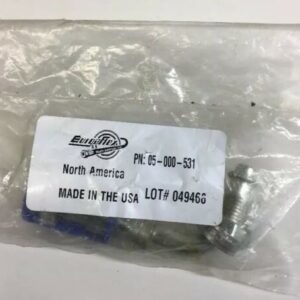 PN: 05-000-531
North America
MADE IN THE USA LOT# 049466